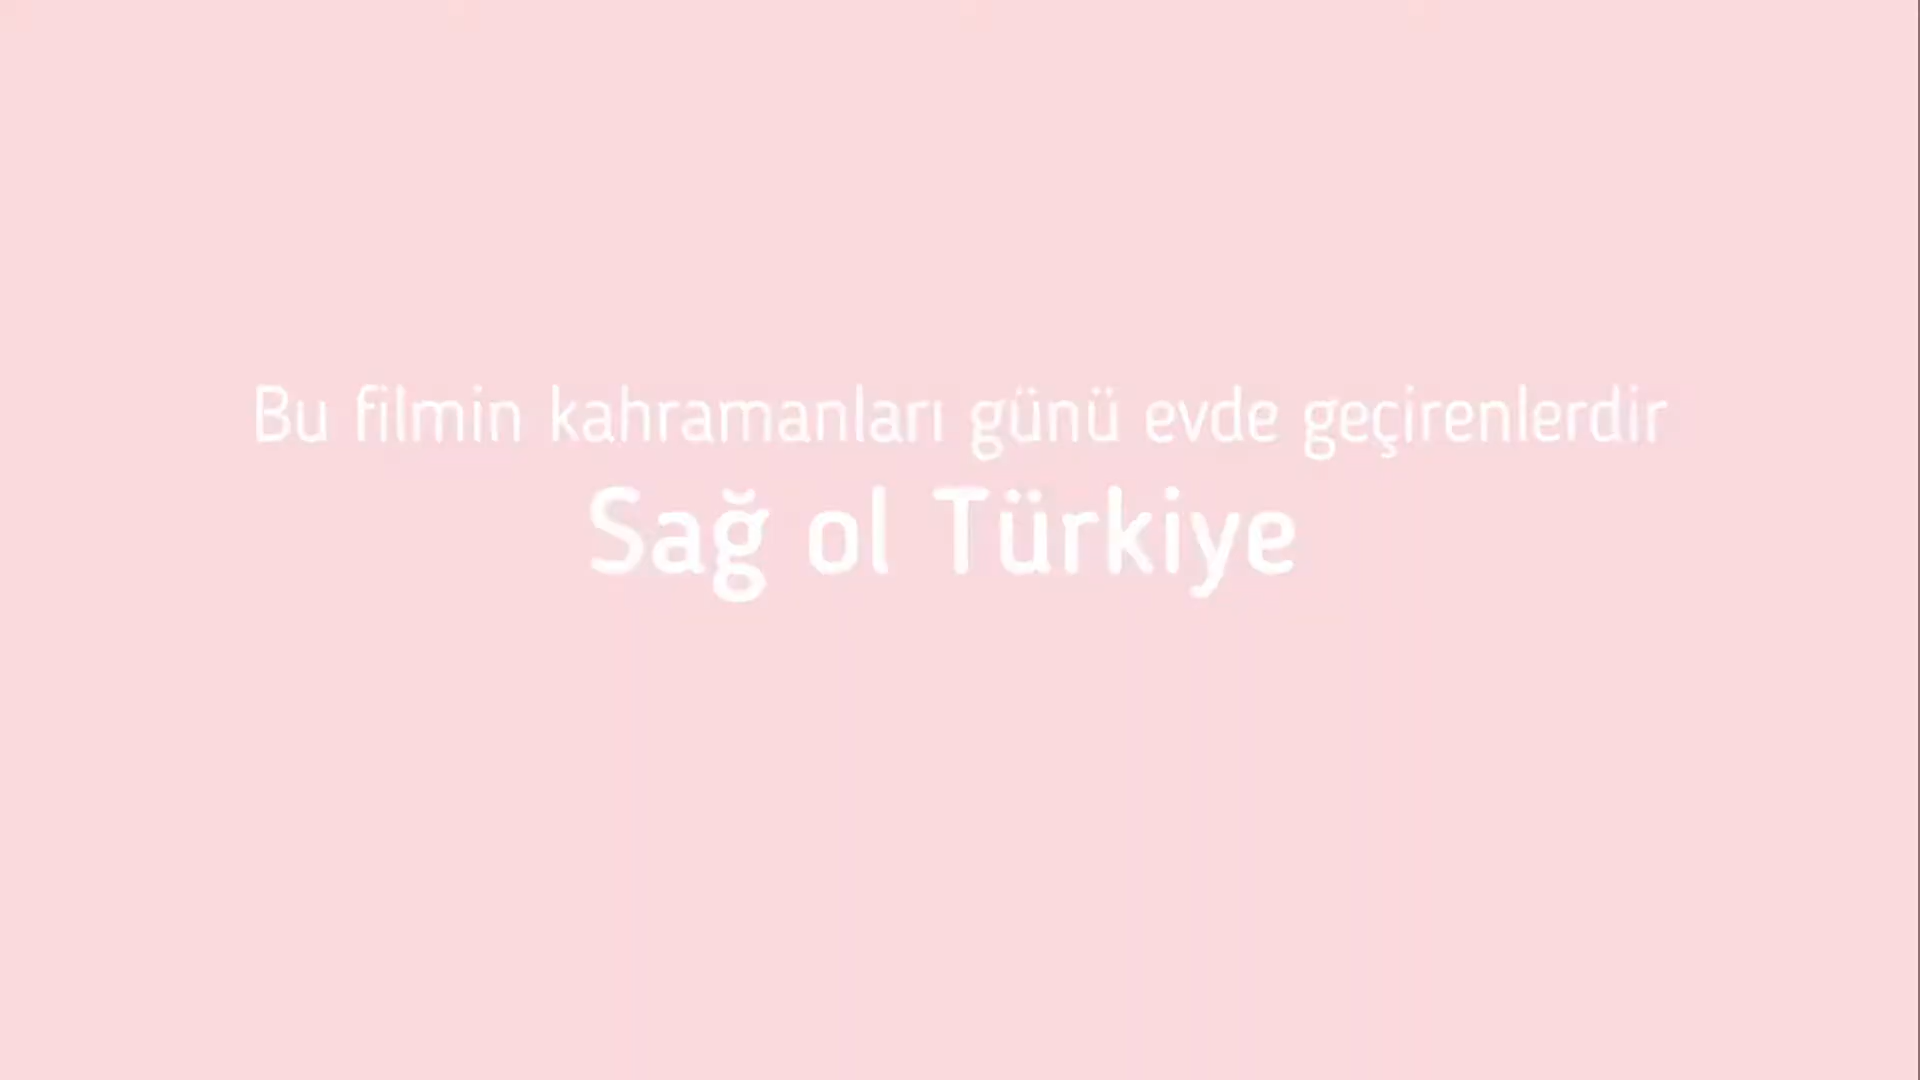 Bu filmin kahramanları günü evde geçirenlerdir
Sağ ol Türkiye